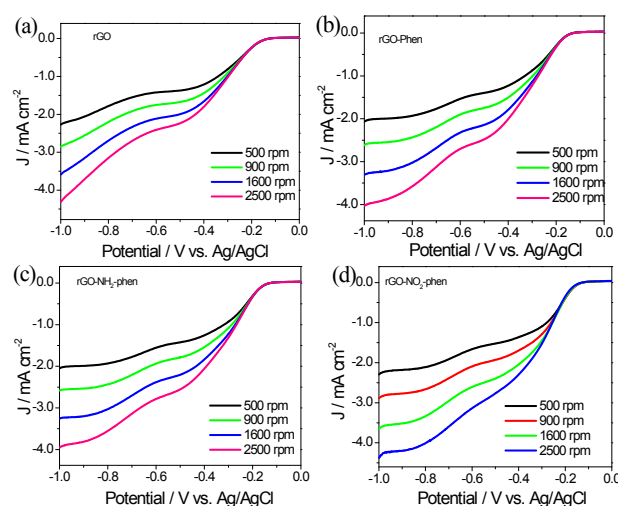 (a)
rGO
0.0
-1.0
-2.0
-3.0
-4.0
J / mA cm-2
500 rpm
900 rpm
1600 rpm
2500 rpm
-1.0 -0.8 -0.6 -0.4 -0.2 0.0
Potential / V vs. Ag/AgCl
(b)
rGO-Phen
0.0
-1.0
-2.0
-3.0
-4.0
J / mA cm-2
500 rpm
900 rpm
1600 rpm
2500 rpm
-1.0 -0.8 -0.6 -0.4 -0.2 0.0
Potential / V vs. Ag/AgCl
(c)
rGO-NH2-phen
0.0
-1.0
-2.0
-3.0
-4.0
J / mA cm-2
500 rpm
900 rpm
1600 rpm
2500 rpm
-1.0 -0.8 -0.6 -0.4 -0.2 0.0
Potential / V vs. Ag/AgCl
(d)
rGO-NO2-phen
0.0
-1.0
-2.0
-3.0
-4.0
-5.0
J / mA cm-2
500 rpm
900 rpm
1600 rpm
2500 rpm
-1.0 -0.8 -0.6 -0.4 -0.2 0.0
Potential / V vs. Ag/AgCl